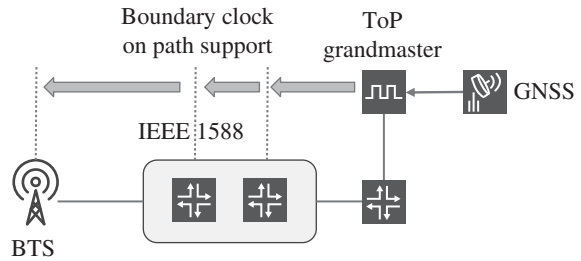 Boundary clock
on path support
ToP
grandmaster
GNSS
IEEE 1588
BTS